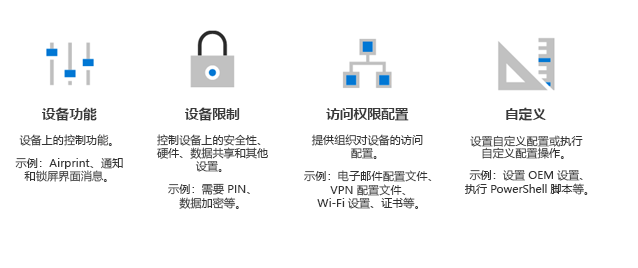 设备功能
设备上的控制功能。
示例：Airprint、通知
和锁屏界面消息。
设备限制
控制设备上的安全性、
硬件、数据共享和其他
设置。
示例：需要 PIN、
数据加密等。
访问权限配置
提供组织对设备的访问
配置。
示例：电子邮件配置文件、
VPN 配置文件、
Wi-Fi 设置、证书等。
自定义
设置自定义配置或执行
自定义配置操作。
示例：设置 OEM 设置、
执行 PowerShell 脚本等。